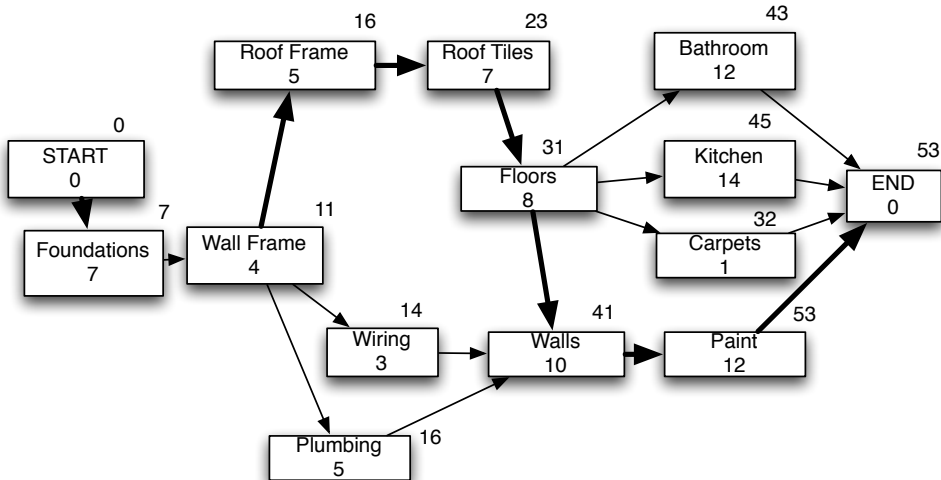 0
START
0
7
Foundations
7
11
Wall Frame
4
16
Roof Frame
5
23
Roof Tiles
7
14
Wiring
3
16
Plumbing
5
31
Floors
8
41
Walls
10
43
Bathroom
12
45
Kitchen
14
32
Carpets
1
53
Paint
12
53
END
0